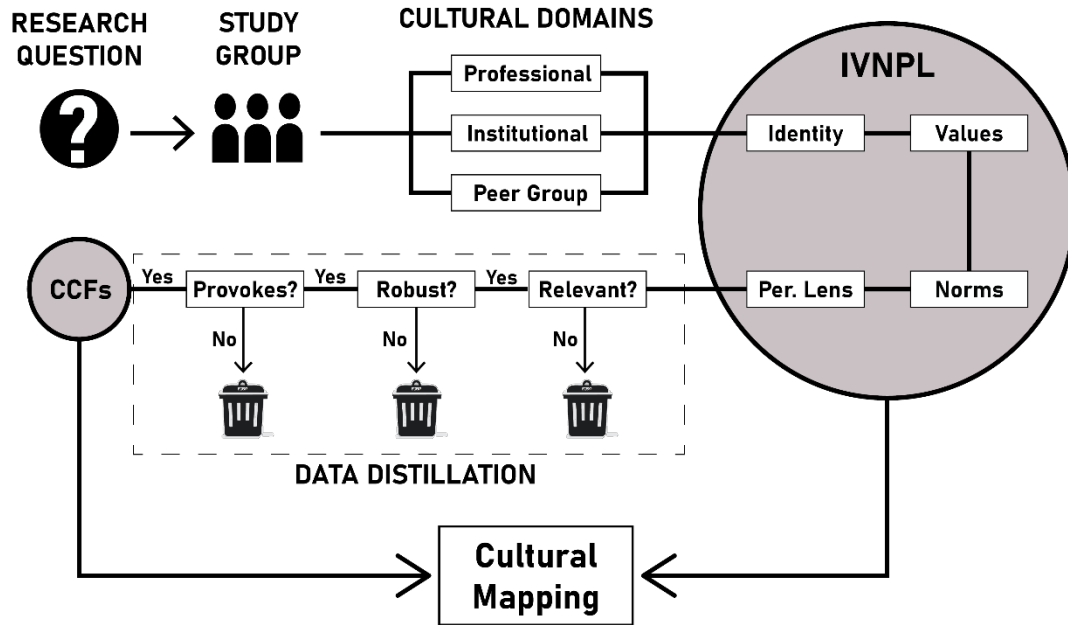 RESEARCH
QUESTION
STUDY
GROUP
CULTURAL DOMAINS
Professional
Institutional
Peer Group
IVNPL
Identity
Values
Per. Lens
Norms
CCFs
Yes
Provokes?
Yes
Robust?
Yes
Relevant?
No
No
No
DATA DISTILLATION
Cultural
Mapping